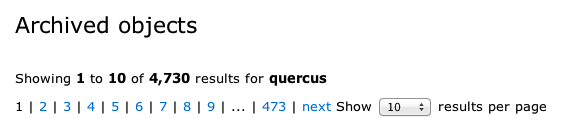 Archived objects
Showing 1 to 10 of 4,730 results for quercus
1 | 2 | 3 | 4 | 5 | 6 | 7 | 8 | 9 | ... | 473 | next Show 10 results per page